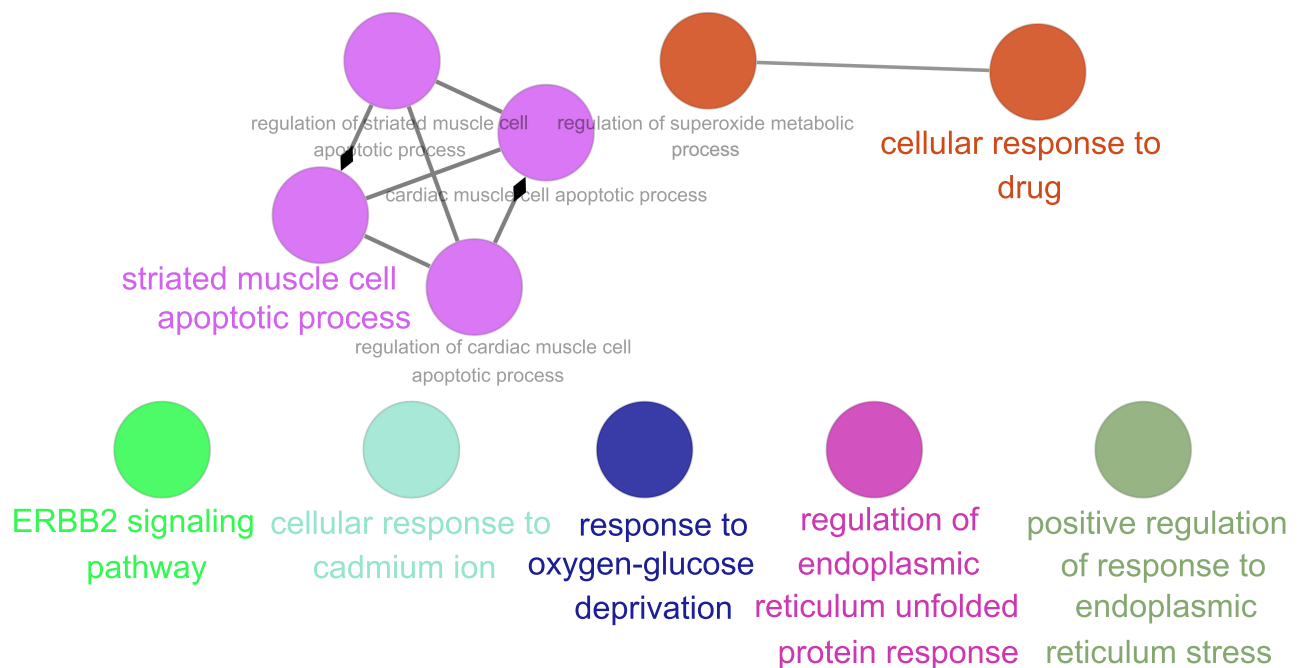 regulation of striated muscle cell
apoptotic process
cardiac muscle cell apoptotic process
regulation of superoxide metabolic
process
cellular response to
drug
striated muscle cell
apoptotic process
regulation of cardiac muscle cell
apoptotic process
ERBB2 signaling
pathway
cellular response to
cadmium ion
response to
oxygen-glucose
deprivation
regulation of
endoplasmic
reticulum unfolded
protein response
positive regulation
of response to
endoplasmic
reticulum stress